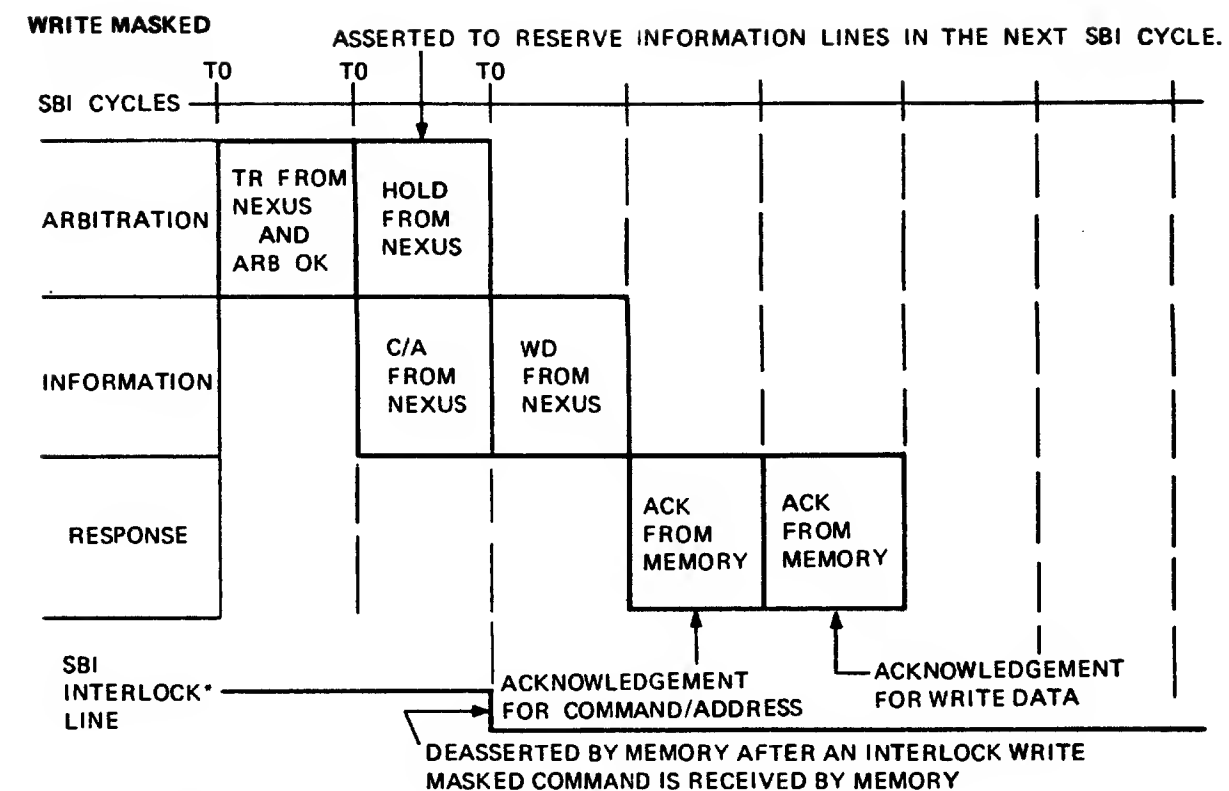 WRITE MASKED
ASSERTED TO RESERVE INFORMATION LINES IN THE NEXT SBI CYCLE.
TO TO TO
SBI CYCLES
ARBITRATION
TR FROM
NEXUS
AND
ARB OK
HOLD
FROM
NEXUS
INFORMATION
C/A
FROM
NEXUS
WD
FROM
NEXUS
RESPONSE
ACK
FROM
MEMORY
ACK
FROM
MEMORY
SBI
INTERLOCK*
LINE
ACKNOWLEDGEMENT
FOR COMMAND/ADDRESS
ACKNOWLEDGEMENT
FOR WRITE DATA
DEASSERTED BY MEMORY AFTER AN INTERLOCK WRITE
MASKED COMMAND IS RECEIVED BY MEMORY